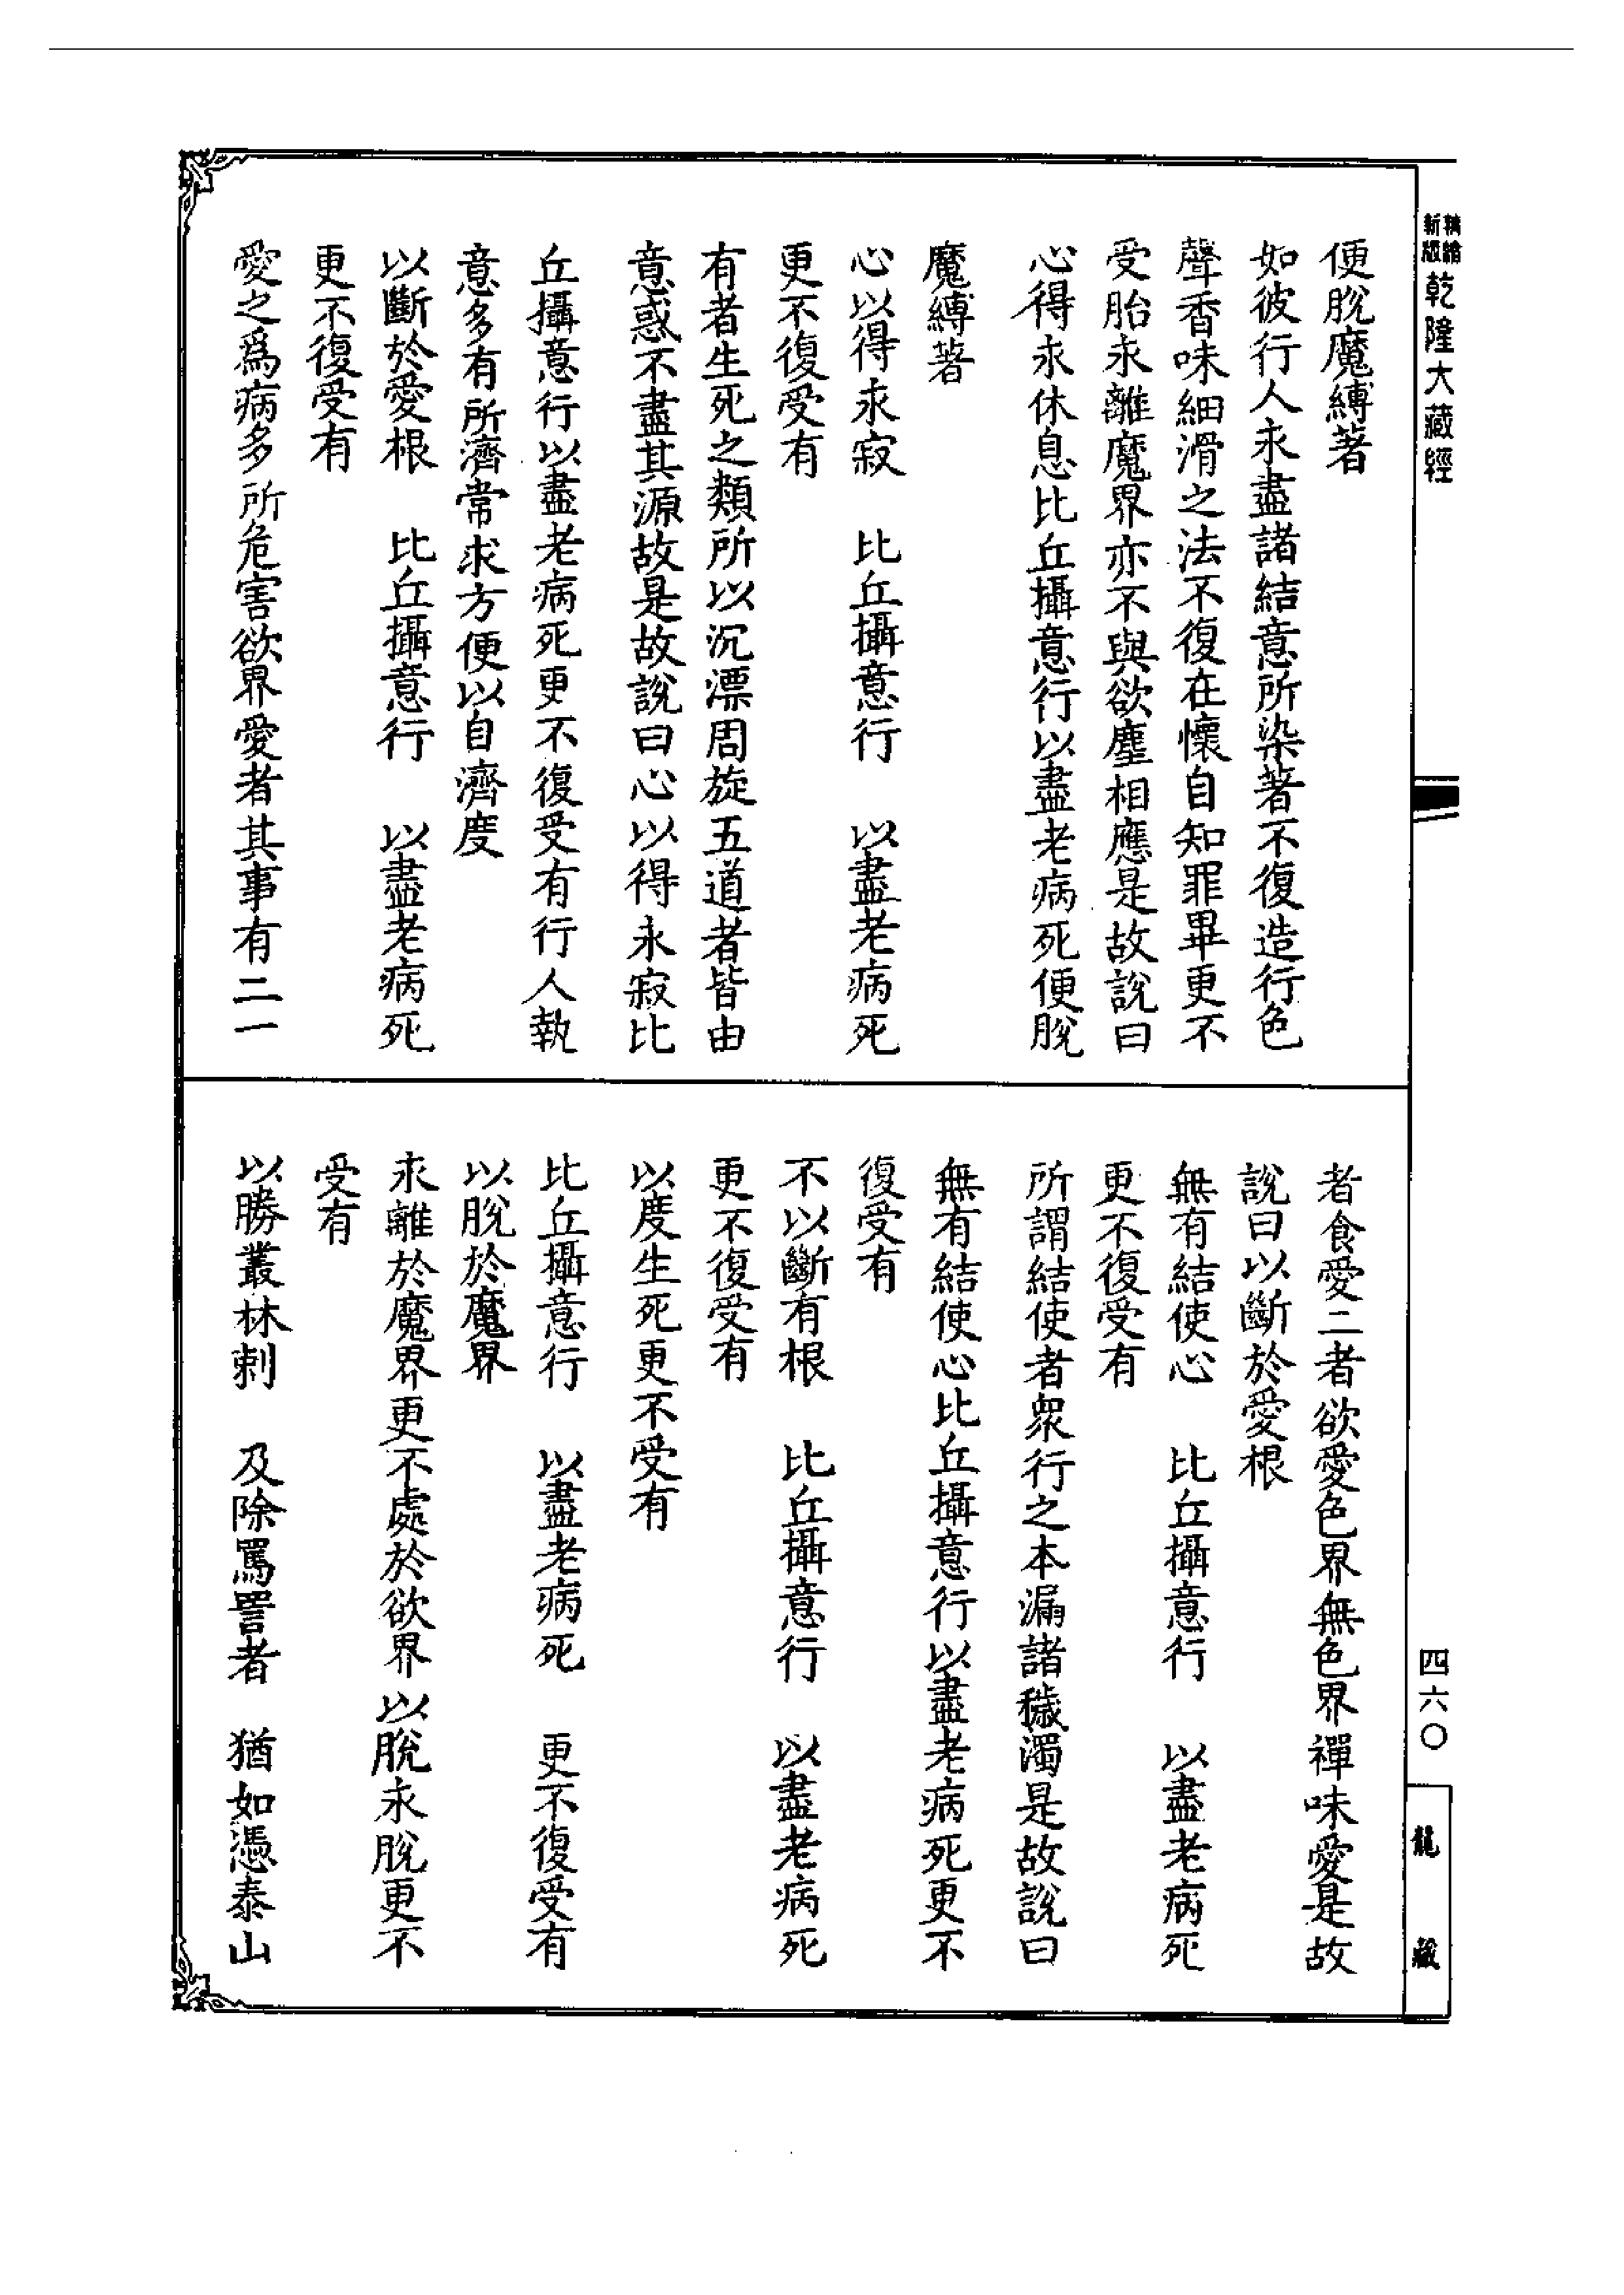 新版 精繪 乾隆大藏經
便脫魔縛著
如彼行人永盡諸結意所染著不復造行色
聲香味細滑之法不復在懷自知罪畢更不
受胎永離魔界亦不與欲塵相應是故說曰
心得永休息比丘攝意行以盡老病死便脫
魔縛著
心以得永寂　比丘攝意行　以盡老病死
更不復受有
有者生死之類所以沉漂周旋五道者皆由
意惑不盡其源故是故說曰心以得永寂比
丘攝意行以盡老病死更不復受有行人執
意多有所濟常求方便以自濟度
以斷於愛根　比丘攝意行　以盡老病死
更不復受有
愛之為病多所危害欲界愛者其事有二一
者食愛二者欲愛色界無色界禪味愛是故
說曰以斷於愛根
無有結使心　比丘攝意行　以盡老病死
更不復受有
所謂結使者眾行之本漏諸穢濁是故說曰
無有結使心比丘攝意行以盡老病死更不
復受有
不以斷有根　比丘攝意行　以盡老病死
更不復受有
以度生死更不受有
比丘攝意行　以盡老病死　更不復受有
以脫於魔界
永離於魔界更不處於欲界以脫永脫更不
受有
以勝叢林刺　及除罵詈者　猶如憑泰山
四六〇
龍藏